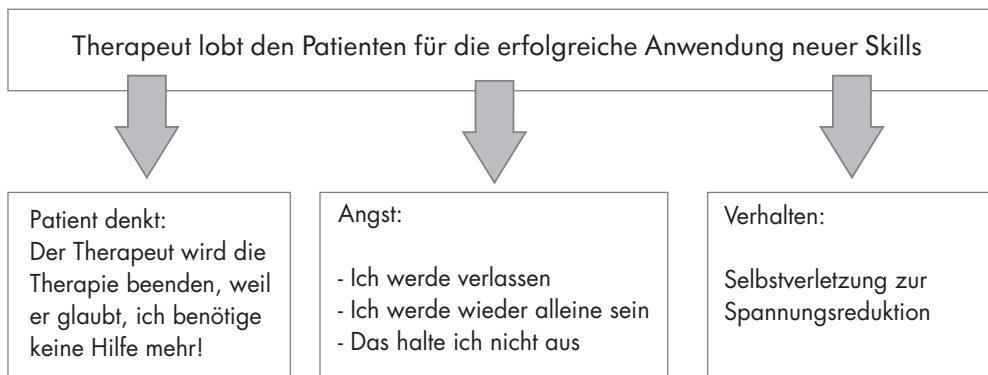 Therapeut lobt den Patienten für die erfolgreiche Anwendung neuer Skills
Patient denkt:
Der Therapeut wird die
Therapie beenden, weil
er glaubt, ich benötige
keine Hilfe mehr!
Angst:
- Ich werde verlassen
- Ich werde wieder alleine sein
- Das halte ich nicht aus
Verhalten:
Selbstverletzung zur
Spannungsreduktion